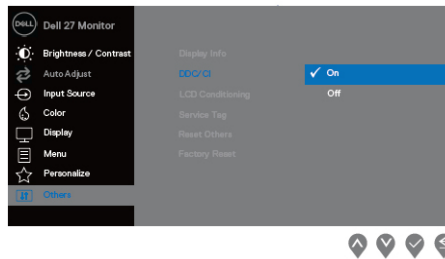 DELL
Dell 27 Monitor
Brightness / Contrast
Auto Adjust
Input Source
Color
Display
Menu
Personalize
Others
Display Info
DDC/CI
LCD Conditioning
Service Tag
Reset Others
Factory Reset
On
Off